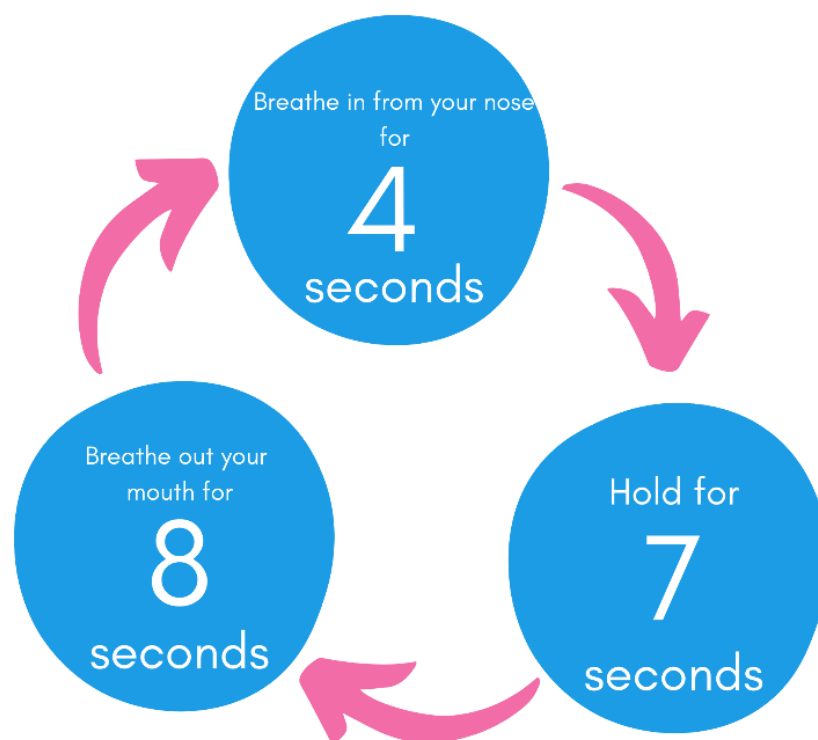 Breathe in from your nose
for
4
seconds
Hold for
7
seconds
Breathe out your
mouth for
8
seconds